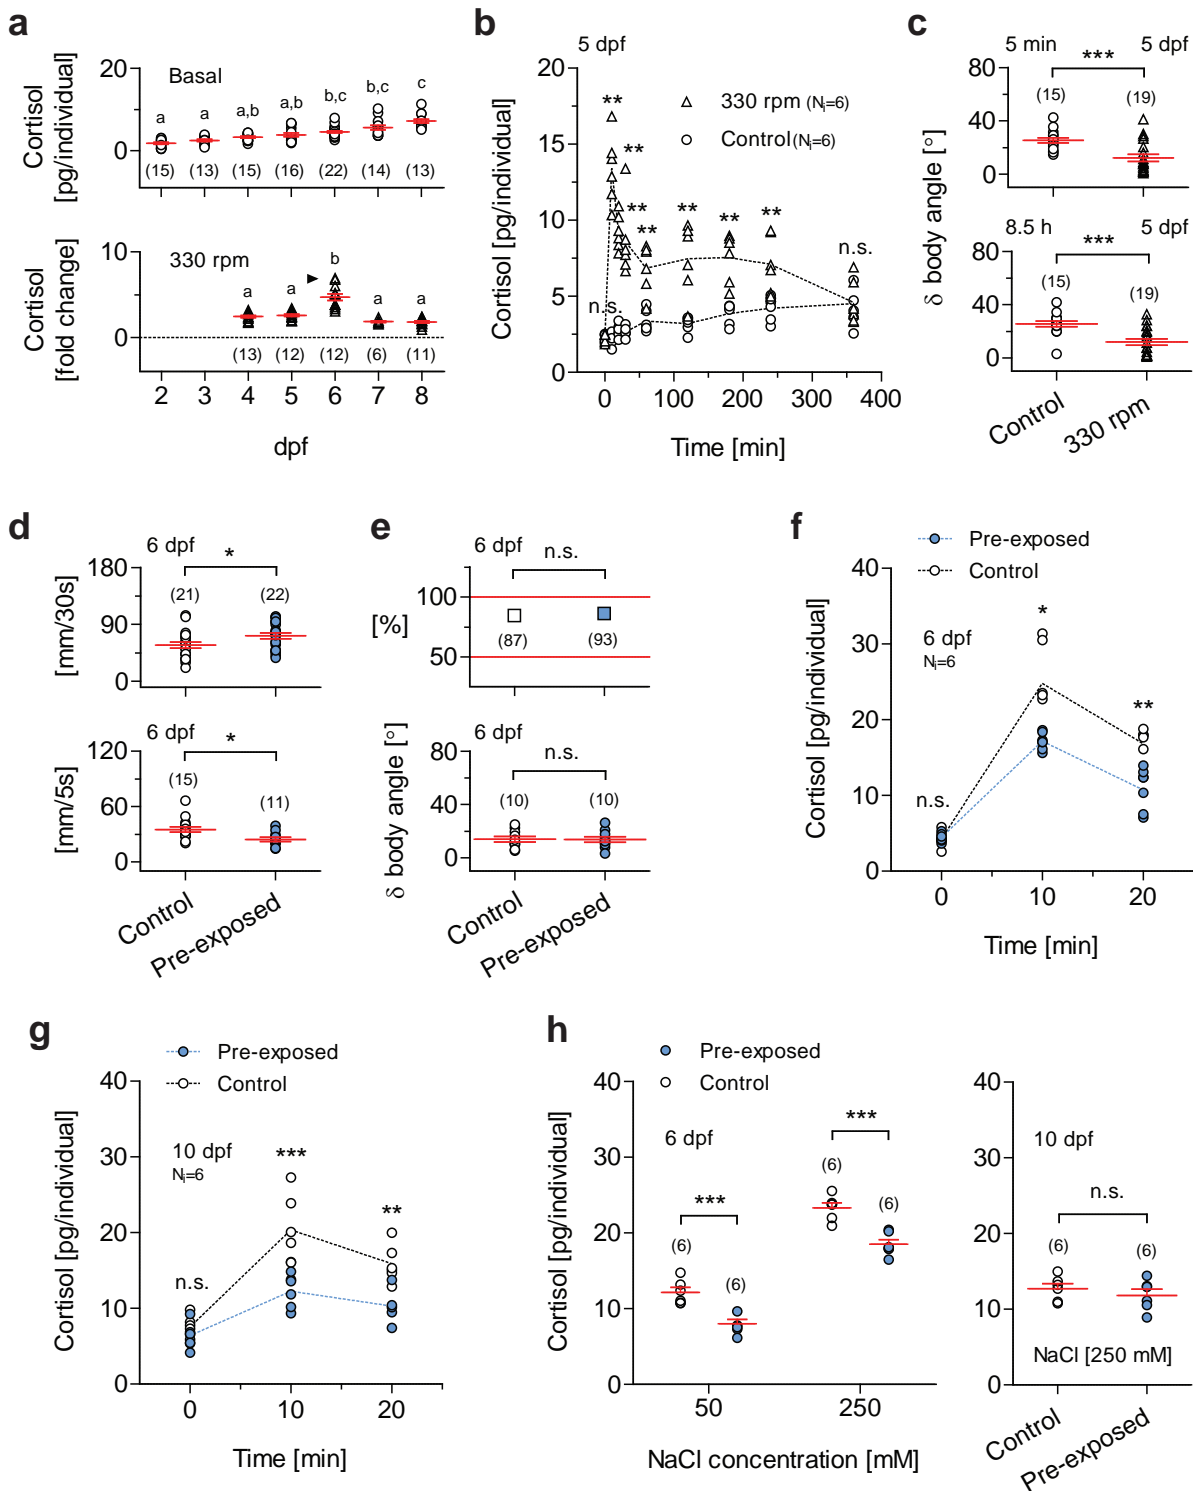 a
Basal
Cortisol
[pg/individual]
20
0
a a a,b a,b b,c b,c c
(15) (13) (15) (16) (22) (14) (13)
330 rpm
Cortisol
[fold change]
10
0
a a b a a
(13) (12) (12) (6) (11)
2 3 4 5 6 7 8
dpf
b
5 dpf
Cortisol [pg/individual]
20
15
10
5
0
330 rpm (Ni=6)
Control (Ni=6)
**
**
** ** ** ** **
n.s.
n.s.
0 100 200 300 400
Time [min]
c
5 min 5 dpf
***
80
40
0
(15) (19)
δ body angle [°]
8.5 h 5 dpf
***
80
40
0
(15) (19)
Control 330 rpm
d
6 dpf
*
[mm/30s]
180
90
0
(21) (22)
6 dpf
*
[mm/5s]
120
60
0
(15) (11)
Control Pre-exposed
e
6 dpf
n.s.
[%]
100
50
(87) (93)
6 dpf
n.s.
δ body angle [°]
80
40
0
(10) (10)
Control Pre-exposed
f
Pre-exposed
Control
Cortisol [pg/individual]
40
30
20
10
0
6 dpf
Ni=6
n.s.
*
**
0 10 20
Time [min]
g
Pre-exposed
Control
Cortisol [pg/individual]
40
30
20
10
0
10 dpf
Ni=6
n.s.
***
**
0 10 20
Time [min]
h
Pre-exposed
Control
Cortisol [pg/individual]
40
30
20
10
0
6 dpf
***
(6) (6)
***
(6) (6)
50 250
NaCl concentration [mM]
40
30
20
10
0
10 dpf
n.s.
(6) (6)
NaCl [250 mM]
Control Pre-exposed